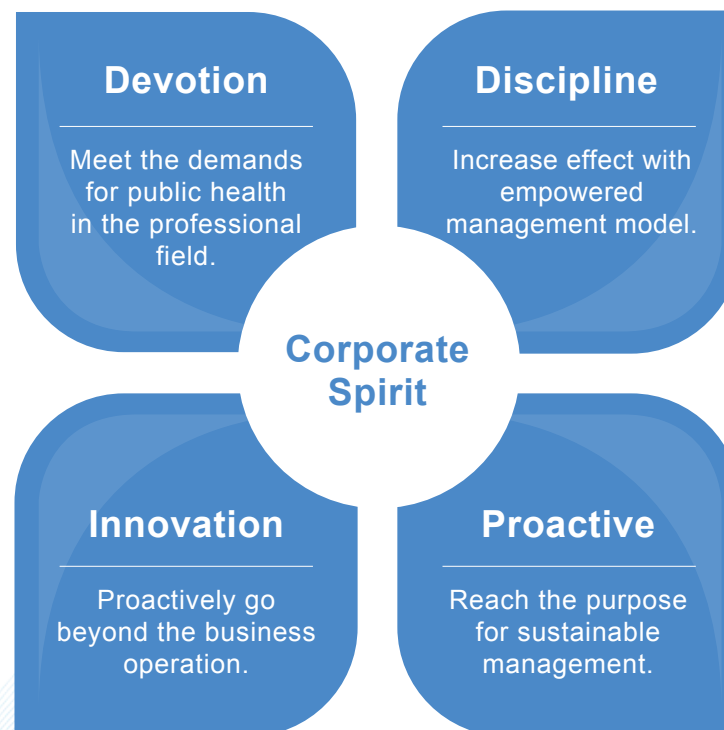 Devotion
Meet the demands
for public health
in the professional
field.
Discipline
Increase effect with
empowered
management model.
Corporate
Spirit
Innovation
Proactively go
beyond the business
operation.
Proactive
Reach the purpose
for sustainable
management.